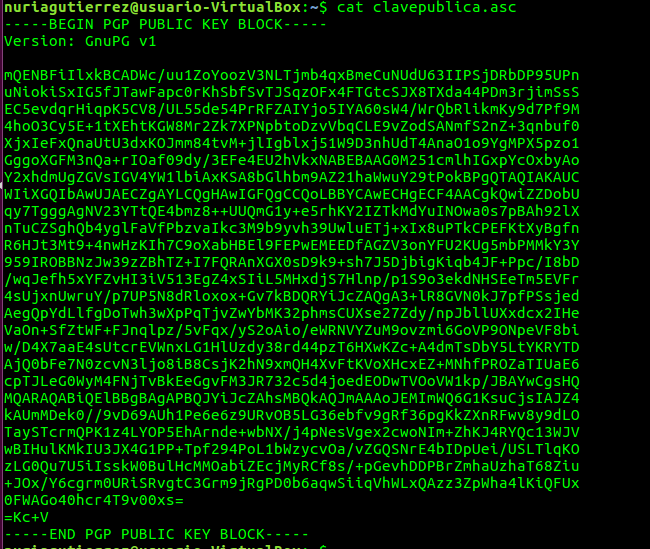 nuriagutierrez@usuario-VirtualBox:~$ cat clavepublica.asc
-----BEGIN PGP PUBLIC KEY BLOCK-----
Version: GnuPG v1
mQENBFiIlxkBCADWc/uu1ZoYoozV3NLTjmb4qxBmeCuNUdU63IIPSjDRbDP95UPn
uNiokiSxIG5fJTawFapc0rKhSbfSvTJSqzOFx4FTGtcSJX8TXda44PDm3rjimSsS
EC5evdqrHiqpK5CV8/UL55de54PrRFZAIYjo5IYA60sW4/WrQbRlikmKy9d7Pf9M
4hoO3Cy5E+1tXEhtKGW8Mr2Zk7XPNpbtoDzvVbqCLE9vZodSANmfS2nZ+3qnbuf0
XjxIeFxQnaUtU3dxKOJmm84tvM+jlIgblxj51W9D3nhUdT4AnaO1o9YgMPX5pzo1
GggoXGFM3nQa+rIOaf09dy/3EFe4EU2hVkxNABEBAAG0M251cmlhIGxpYcOxbyAo
Y2xhdmUgZGVsIGV4YW1lbiAxKSA8bGlhbm9AZ21haWwuY29tPokBPgQTAQIAKAUC
WIiXGQIbAwUJAECZgAYLCQgHAwIGFQgCCQoLBBYCAwECHgECF4AACgkQwiZZDobU
qy7TgggAgNV23YTtQE4bmz8++UUQmG1y+e5rhKY2IZTkMdYuINOwa0s7pBAh92lX
nTuCZSghQb4yglFaVfPbzvaIkc3M9b9yvh39UwluETj+xIx8uPTkCPEFKtXyBgfn
R6HJt3Mt9+4nwHzKIh7C9oXabHBEl9FEPwEMEEDfAGZV3onYFU2KUg5mbPMMkY3Y
959IROBBNzJw39zZBhTZ+I7FQRAnXGX0sD9k9+sh7J5DjbigKiqb4JF+Ppc/I8bD
/wqJefh5xYFZvHI3iV513EgZ4xSIiL5MHxdjS7Hlnp/p1S9o3ekdNHSEeTm5EVFr
4sUjxnUwruY/p7UP5N8dRloxox+Gv7kBDQRYiJcZAQgA3+lR8GVN0kJ7pfPSsjed
AegQpYdLlfgDoTwh3wXpPqTjvZwYbMK32phmsCUXse27Zdy/npJbllUXxdcx2IHe
VaOn+SfZtWF+FJnqlpz/5vFqx/yS2oAio/eWRNVYZuM9ovzmi6GoVP9ONpeVF8bi
w/D4X7aaE4sUtcrEVWnxLG1HlUzdy38rd44pzT6HXwKZc+A4dmTsDbY5LtYKRYTD
AjQ0bFe7N0zcvN3ljo8iB8CsjK2hN9xmQH4XvFtKVoXHcxEZ+MNhfPROZaTIUaE6
cpTJLeG0WyM4FNjTvBkEeGgvFM3JR732c5d4joedEODwTVOoVW1kp/JBAYWCgsHQ
MQARAQABiQElBBgBAgAPBQJYiJcZAhsMBQkAQJMAAAoJEMImWQ6G1KsuCjsIAJZ4
kAUmMDek0//9vD69AUh1Pe6e6z9URvOB5LG36ebfv9gRf36pgKkZXnRFwv8y9dLO
TaySTcrmQPK1z4LYOP5EhArnde+wbNX/j4pNesVgex2cwoNIm+ZhKJ4RYQc13WJV
wBIHulKMkIU3JX4G1PP+Tpf294PoL1bWzycvOa/vZGQSNrE4bIDpUei/USLTlqKO
zLG0Qu7U5iIsskW0BulHcMMOabiZEcjMyRCf8s/+pGevhDDPBrZmhaUzhaT68Ziu
+JOx/Y6cgrm0URiSRvgtC3Grm9jRgPD0b6aqwSiiqVhWLxQAzz3ZpWha4lKiQFUx
0FWAGo40hcr4T9v00xs=
=Kc+V
-----END PGP PUBLIC KEY BLOCK-----